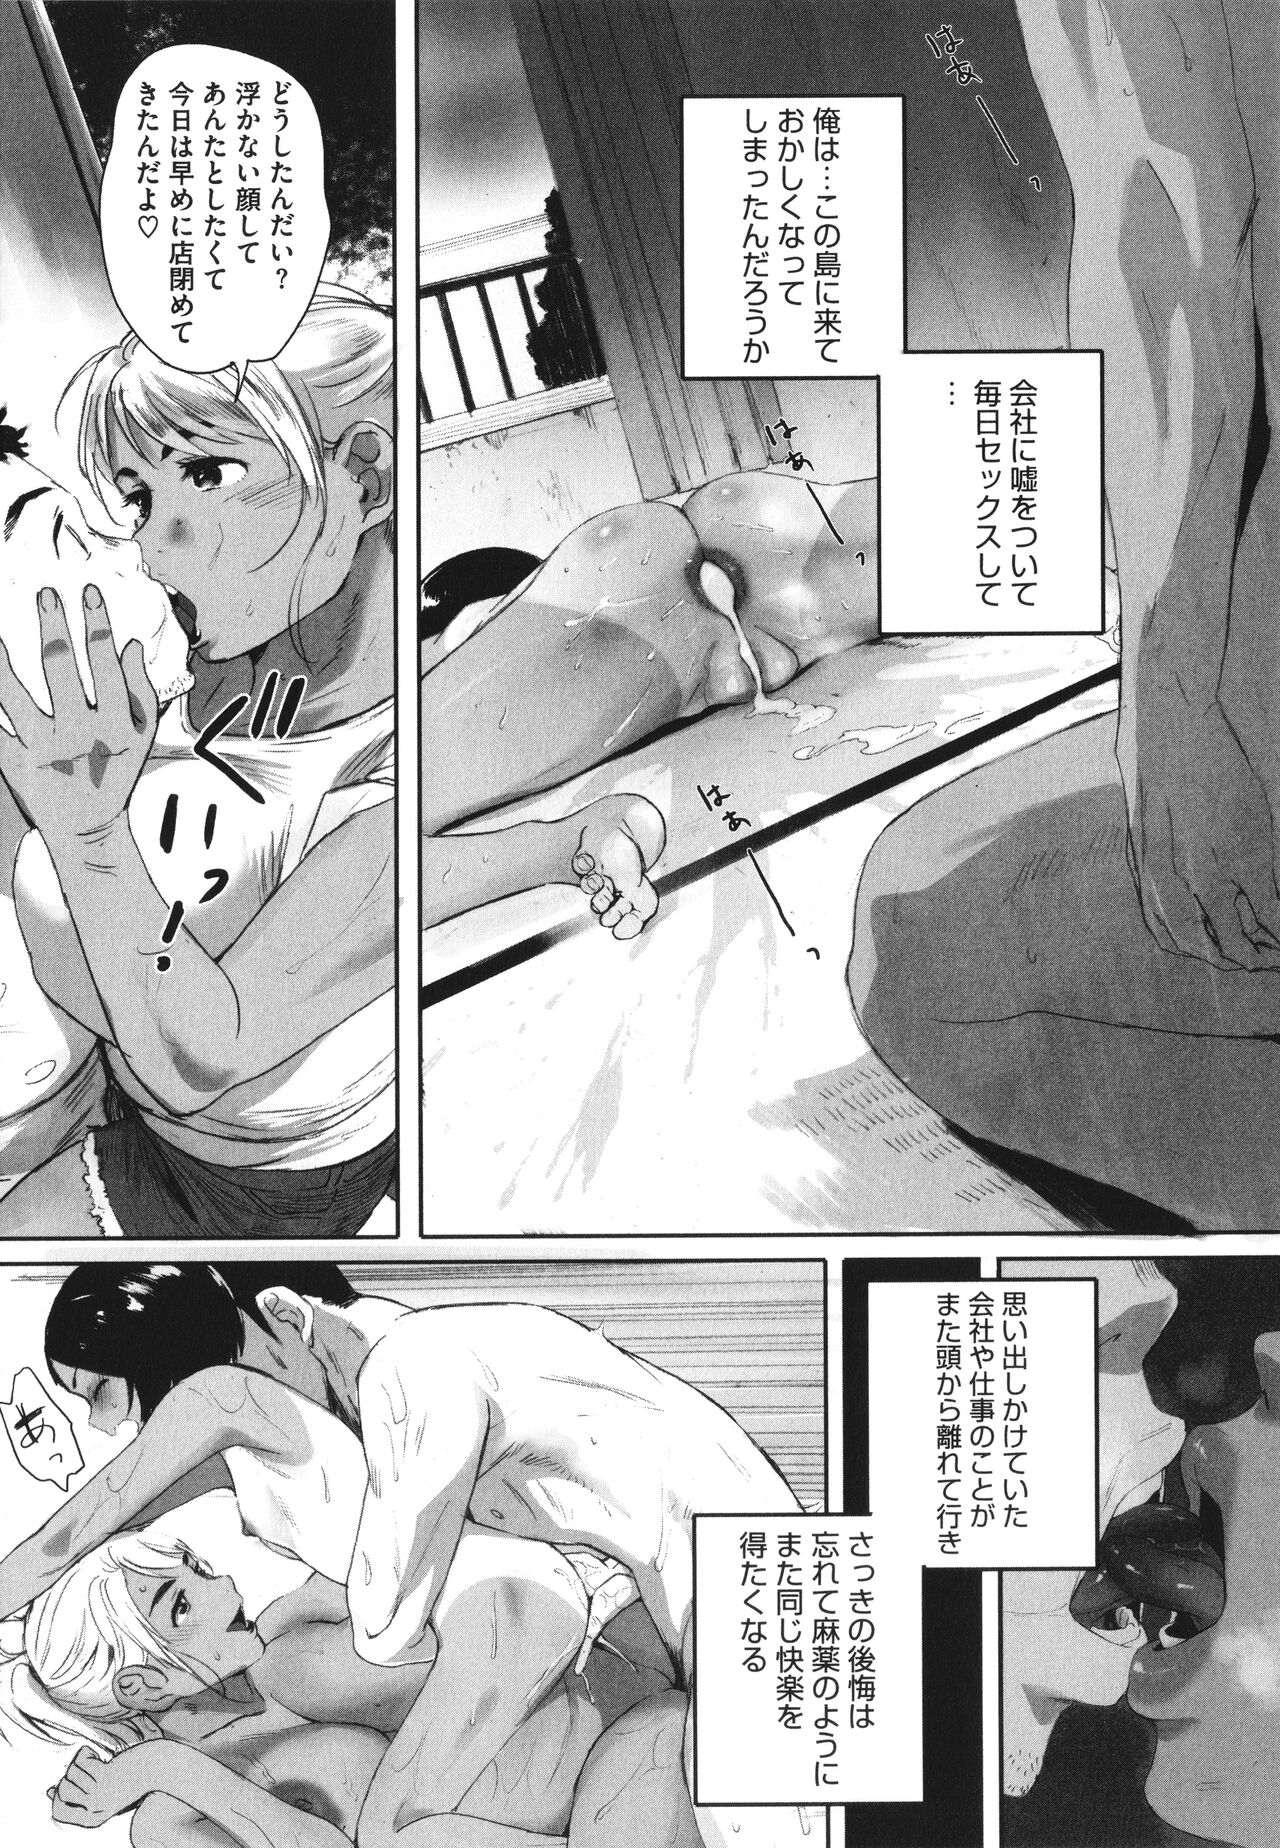 俺は…この島に来て
おかしくなって
しまったんだろうか
会社に嘘をついて
毎日セックスして
…
はあーーっ
はぁーーっ
はぁーーっ
どうしたんだい？
浮かない顔して
あんたとしたくて
今日は早めに店閉めて
きたんだよ♡
ぐいっ！
思い出しかけていた
会社や仕事のことが
また頭から離れて行き
さっきの後悔は
忘れて麻薬のように
また同じ快楽を
得たくなる
あっ